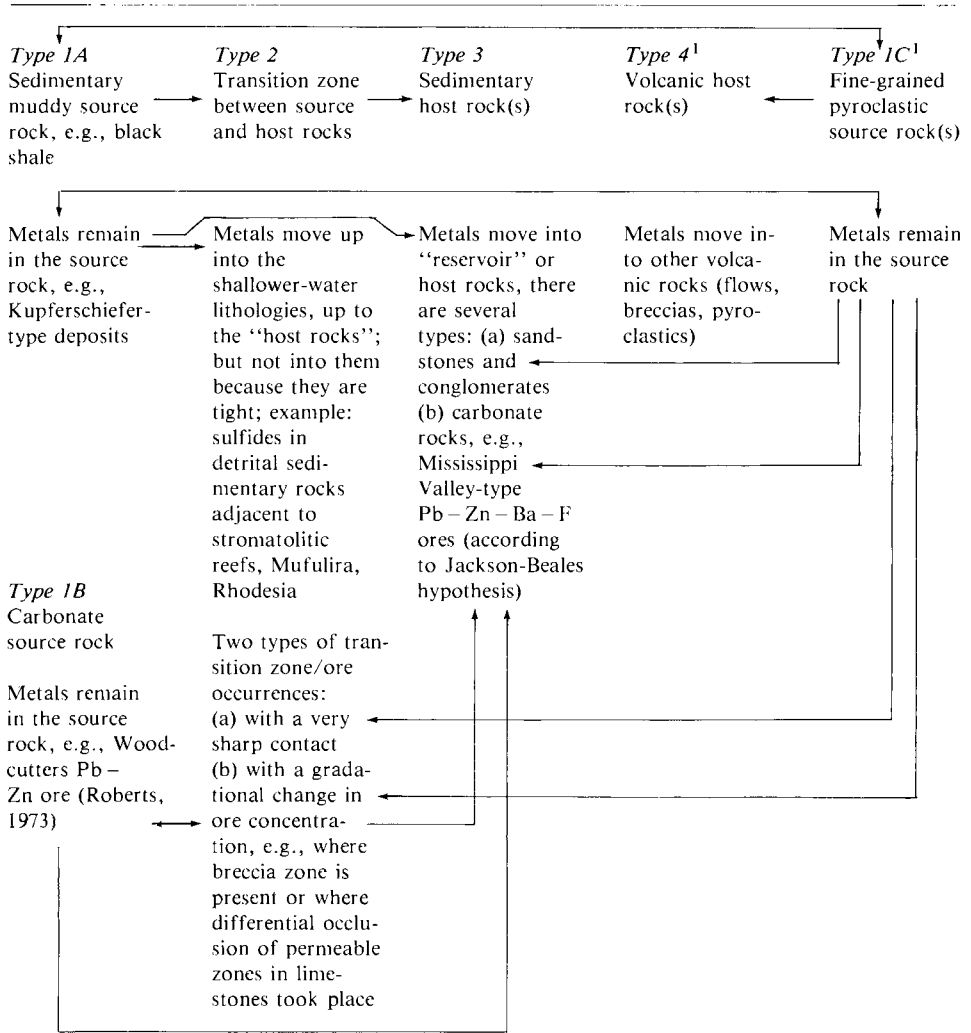 Type 1A
Sedimentary
muddy source
rock, e.g., black
shale
Type 2
Transition zone
between source
and host rocks
Type 3
Sedimentary
host rock(s)
Type 4¹
Volcanic host
rock(s)
Type 1C¹
Fine-grained
pyroclastic
source rock(s)
Metals remain
in the source
rock, e.g.,
Kupferschiefer-
type deposits
Metals move up
into the
shallower-water
lithologies, up to
the “host rocks”;
but not into them
because they are
tight; example:
sulfides in
detrital sedi-
mentary rocks
adjacent to
stromatolitic
reefs, Mufulira,
Rhodesia
Metals move into
“reservoir” or
host rocks, there
are several
types: (a) sand-
stones and
conglomerates
(b) carbonate
rocks, e.g.,
Mississippi
Valley-type
Pb – Zn – Ba – F
ores (according
to Jackson-Beales
hypothesis)
Metals move in-
to other volca-
nic rocks (flows,
breccias, pyro-
clastics)
Metals remain
in the source
rock
Type 1B
Carbonate
source rock
Metals remain
in the source
rock, e.g., Wood-
cutters Pb –
Zn ore (Roberts,
1973)
Two types of tran-
sition zone/ore
occurrences:
(a) with a very
sharp contact
(b) with a grada-
tional change in
ore concentra-
tion, e.g., where
breccia zone is
present or where
differential occlu-
sion of permeable
zones in lime-
stones took place